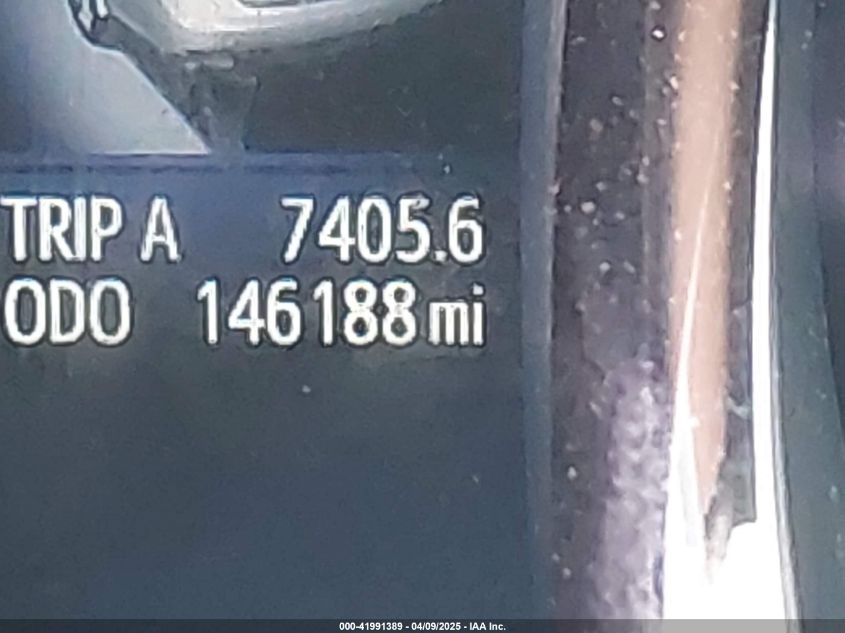 TRIP A 7405.6
ODO 146188 mi
000-41991389 - 04/09/2025 - IAA Inc.